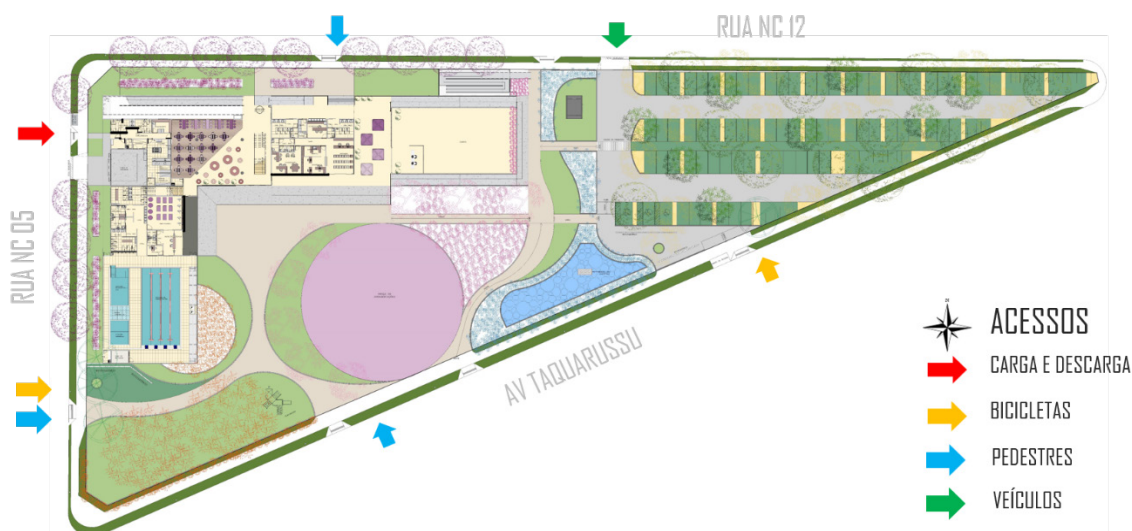 RUA NC 12
RUA NC 05
AV TAQUARUSSU
ACESSOS
CARGA E DESCARGA
BICICLETAS
PEDESTRES
VEÍCULOS